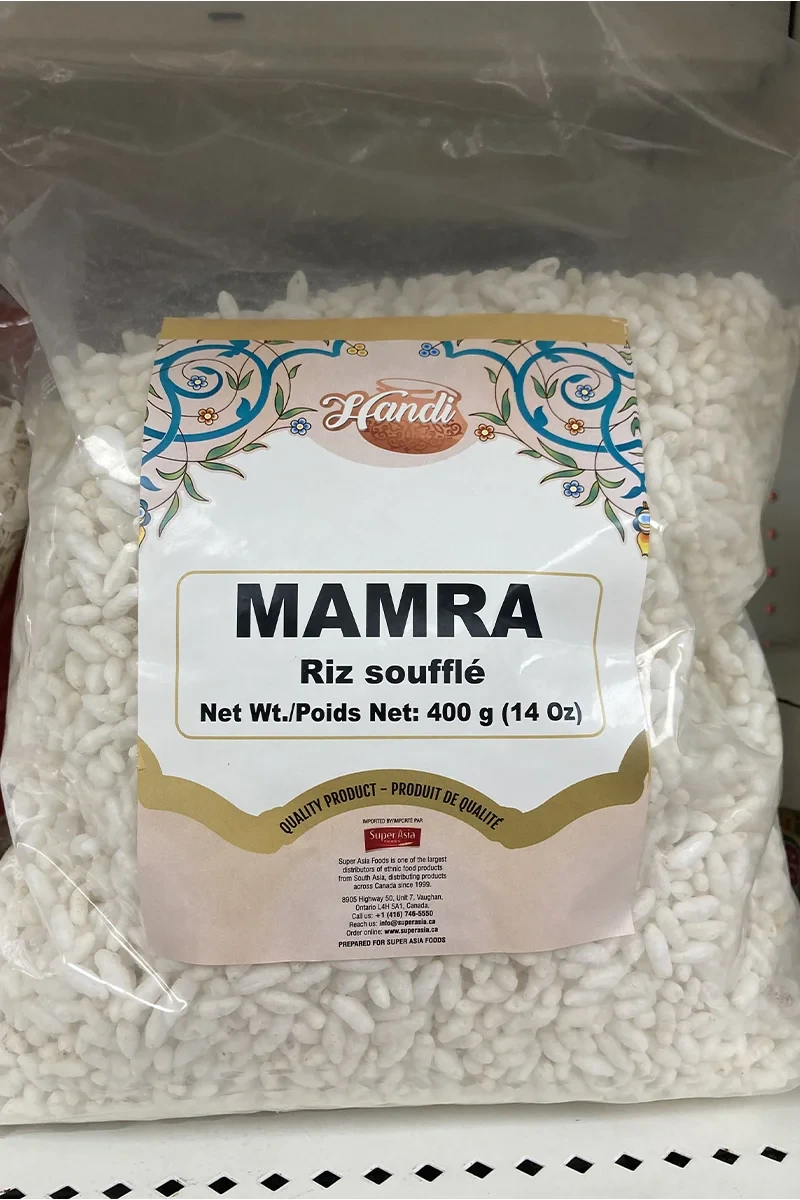 Handi
MAMRA
Riz soufflé
Net Wt./Poids Net: 400 g (14 Oz)
QUALITY PRODUCT – PRODUIT DE QUALITÉ
IMPORTED BY/IMPORTÉ PAR
Super Asia
FOODS
Super Asia Foods is one of the largest
distributors of ethnic food products
from South Asia, distributing products
across Canada since 1999.
8905 Highway 50, Unit 7, Vaughan,
Ontario L4H 5A1, Canada.
Call us: +1 (416) 746-5550
Reach us: info@superasia.ca
Order online: www.superasia.ca
PREPARED FOR SUPER ASIA FOODS